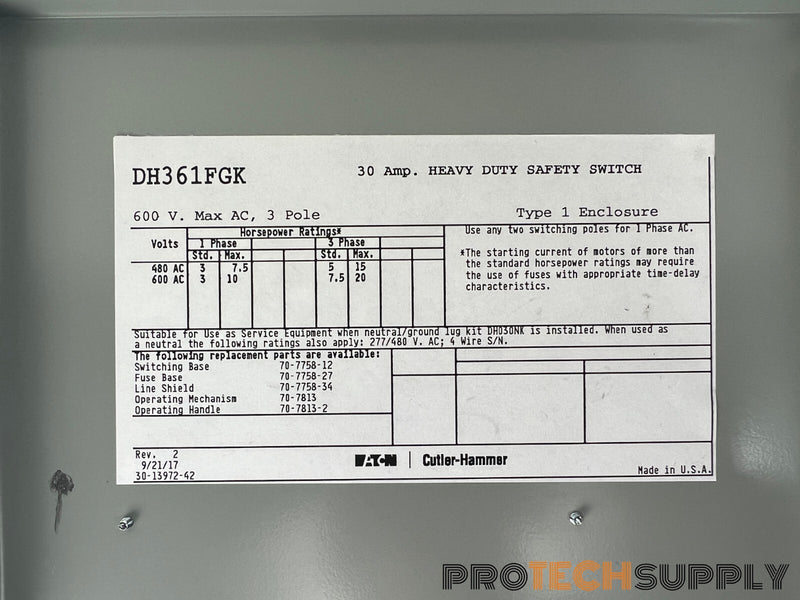 DH361FGK
30 Amp. HEAVY DUTY SAFETY SWITCH
600 V. Max AC, 3 Pole
Type 1 Enclosure
Volts
Horsepower Ratings*
1 Phase 3 Phase
Std. Max. Std. Max.
480 AC 3 7.5 5 15
600 AC 3 10 7.5 20
Use any two switching poles for 1 Phase AC.
*The starting current of motors of more than
the standard horsepower ratings may require
the use of fuses with appropriate time-delay
characteristics.
Suitable for Use as Service Equipment when neutral/ground lug kit DH030NK is installed. When used as
a neutral the following ratings also apply: 277/480 V. AC; 4 Wire S/N.
The following replacement parts are available:
Switching Base 70-7758-12
Fuse Base 70-7758-27
Line Shield 70-7758-34
Operating Mechanism 70-7813
Operating Handle 70-7813-2
Rev. 2
9/21/17
30-13972-42
EATON | Cutler-Hammer
Made in U.S.A.
PROTECHSUPPLY